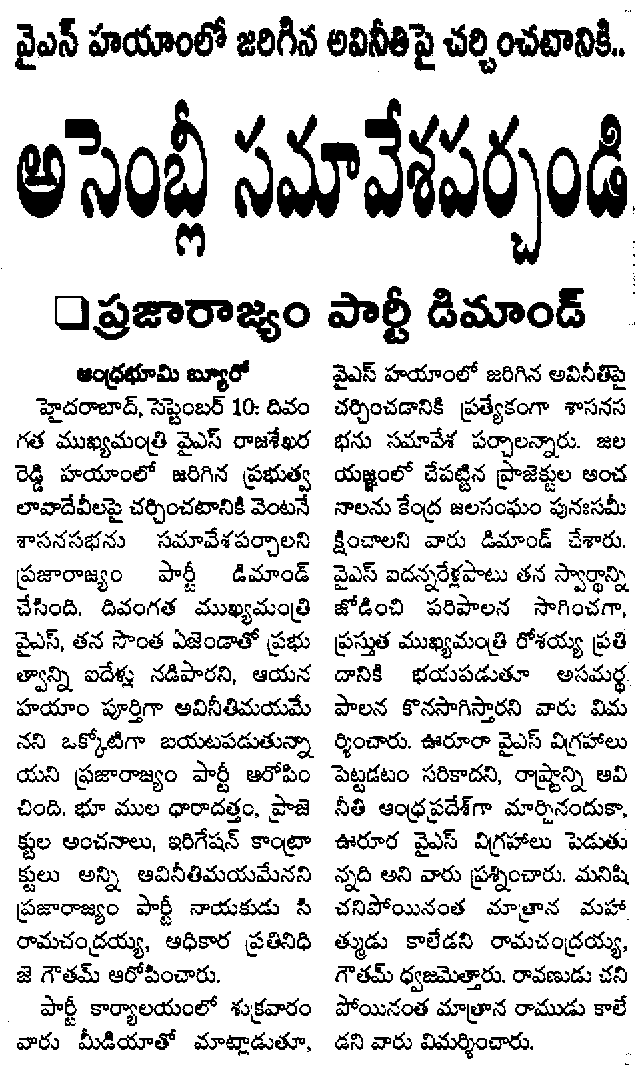 వైఎస్ హయాంలో జరిగిన అవినీతిపై చర్చించటానికి..
అసెంబ్లీ సమావేశపర్చండి
❏ప్రజారాజ్యం పార్టీ డిమాండ్
ఆంధ్రభూమి బ్యూరో
హైదరాబాద్, సెప్టెంబర్ 10: దివం
గత ముఖ్యమంత్రి వైఎస్ రాజశేఖర
రెడ్డి హయాంలో జరిగిన ప్రభుత్వ
లావాదేవీలపై చర్చించటానికి వెంటనే
శాసనసభను సమావేశపర్చాలని
ప్రజారాజ్యం పార్టీ డిమాండ్
చేసింది. దివంగత ముఖ్యమంత్రి
వైఎస్, తన సొంత ఏజెండాతో ప్రభు
త్వాన్ని ఐదేళ్లు నడిపారని, ఆయన
హయాం పూర్తిగా అవినీతిమయమే
నని ఒక్కోటిగా బయటపడుతున్నా
యని ప్రజారాజ్యం పార్టీ ఆరోపిం
చింది. భూ ముల ధారాదత్తం, ప్రాజె
క్టుల అంచనాలు, ఇరిగేషన్ కాంట్రా
క్టులు అన్ని అవినీతిమయమేనని
ప్రజారాజ్యం పార్టీ నాయకుడు సి
రామచంద్రయ్య, అధికార ప్రతినిధి
జె గౌతమ్ ఆరోపించారు.
పార్టీ కార్యాలయంలో శుక్రవారం
వారు మీడియాతో మాట్లాడుతూ,
వైఎస్ హయాంలో జరిగిన అవినీతిపై
చర్చించడానికి ప్రత్యేకంగా శాసనస
భను సమావేశ పర్చాలన్నారు. జల
యజ్ఞంలో చేపట్టిన ప్రాజెక్టుల అంచ
నాలను కేంద్ర జలసంఘం పునఃసమీ
క్షించాలని వారు డిమాండ్ చేశారు.
వైఎస్ ఐదన్నరేళ్లపాటు తన స్వార్థాన్ని
జోడించి పరిపాలన సాగించగా,
ప్రస్తుత ముఖ్యమంత్రి రోశయ్య ప్రతి
దానికి భయపడుతూ అసమర్థ
పాలన కొనసాగిస్తారని వారు విమ
ర్శించారు. ఊరూరా వైఎస్ విగ్రహాలు
పెట్టడటం సరికాదని, రాష్ట్రాన్ని అవి
నీతి ఆంధ్రప్రదేశ్‌గా మార్చినందుకా,
ఊరూర వైఎస్ విగ్రహాలు పెడుతు
న్నది అని వారు ప్రశ్నించారు. మనిషి
చనిపోయినంత మాత్రాన మహా
త్ముడు కాలేడని రామచంద్రయ్య,
గౌతమ్ ధ్వజమెత్తారు. రావణుడు చని
పోయినంత మాత్రాన రాముడు కాలే
డని వారు విమర్శించారు.